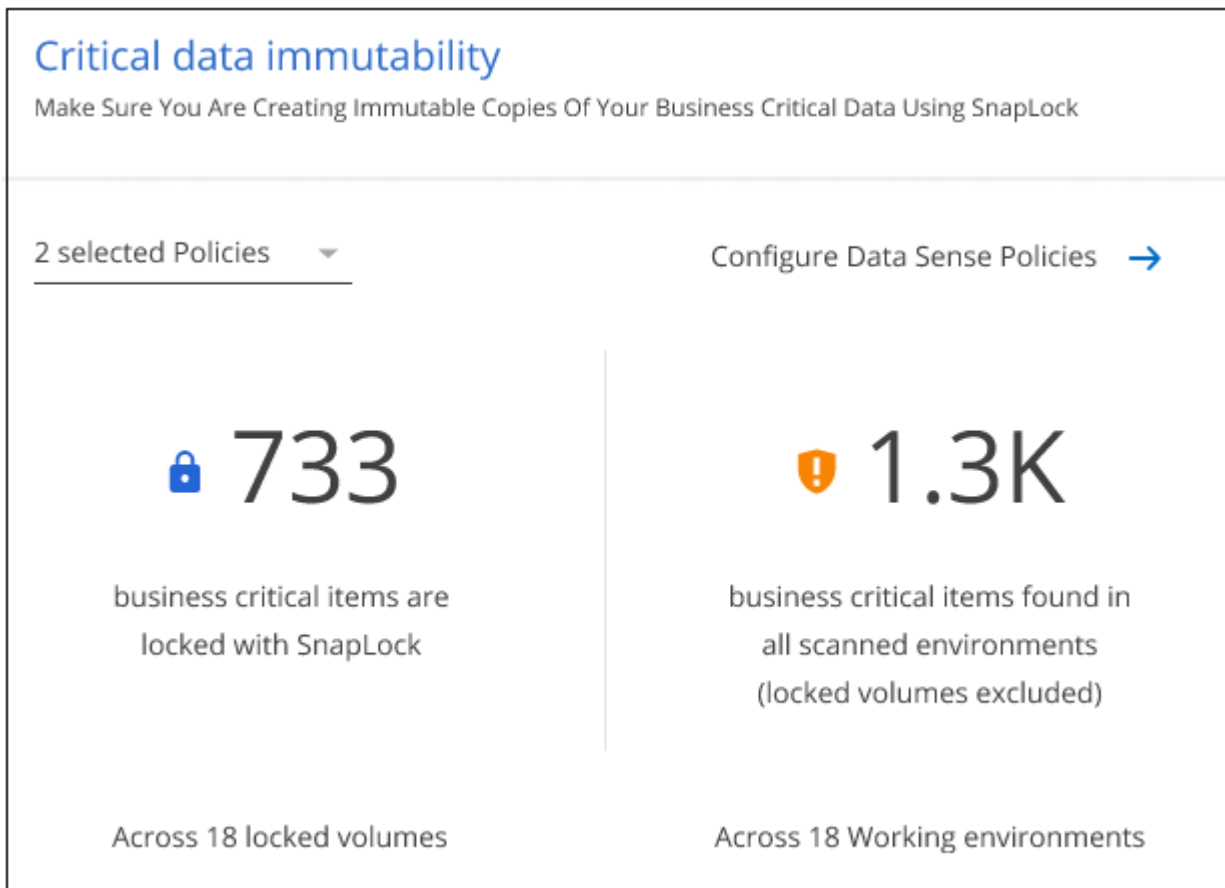 Critical data immutability
Make Sure You Are Creating Immutable Copies Of Your Business Critical Data Using SnapLock
2 selected Policies
Configure Data Sense Policies
733
business critical items are
locked with SnapLock
Across 18 locked volumes
1.3K
business critical items found in
all scanned environments
(locked volumes excluded)
Across 18 Working environments